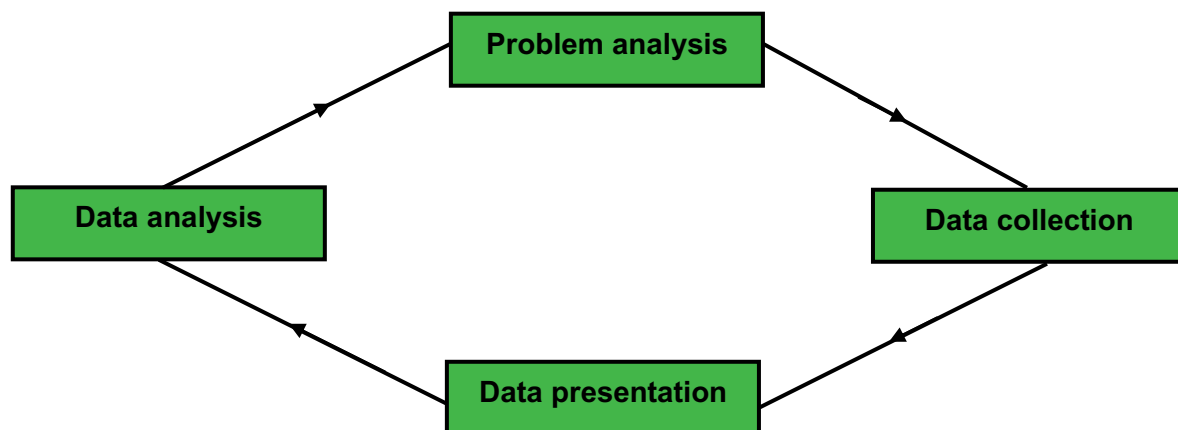 Problem analysis
Data analysis
Data collection
Data presentation